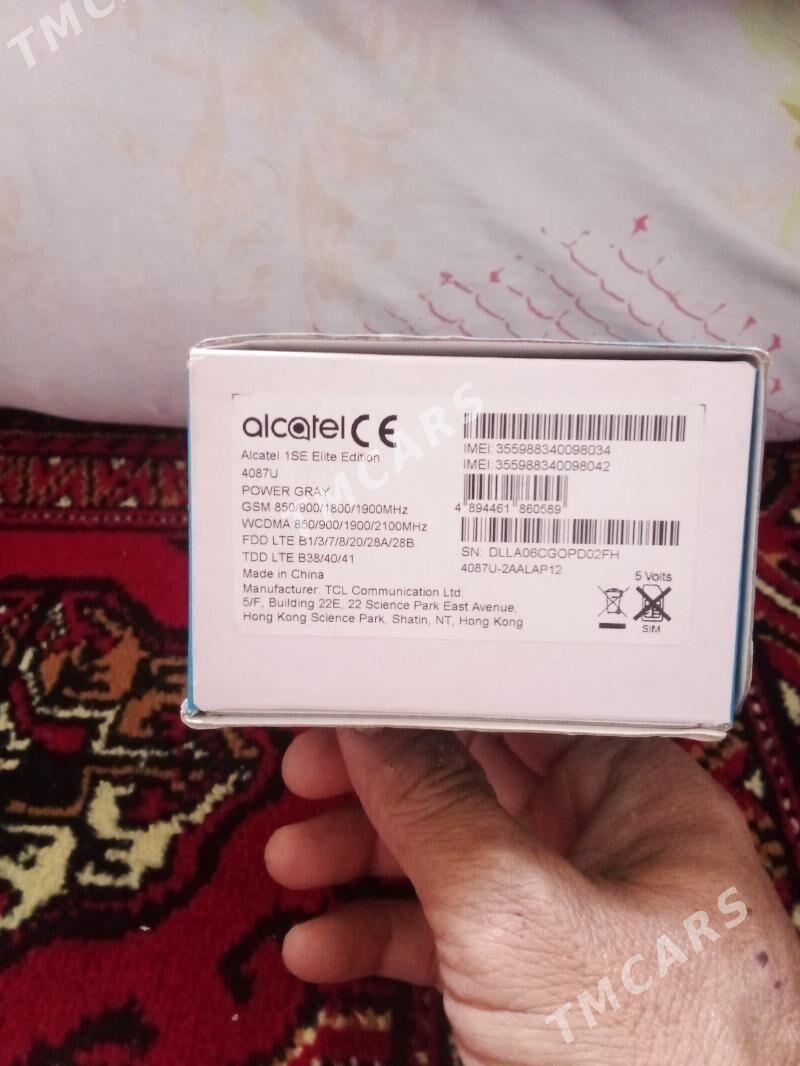 TMCARS
alcatel CE
Alcatel 1SE Elite Edition
4087U
POWER GRAY
GSM 850/900/1800/1900MHz
WCDMA 850/900/1900/2100MHz
FDD LTE B1/3/7/8/20/28A/28B
TDD LTE B38/40/41
Made in China
Manufacturer: TCL Communication Ltd.
5/F, Building 22E, 22 Science Park East Avenue,
Hong Kong Science Park, Shatin, NT, Hong Kong
IMEI: 355988340098034
IMEI: 355988340098042
4 894461 860589
SN: DLLA06CGOPD02FH
4087U-2AALAP12
5 Volts
SIM
TMCARS
TMCARS